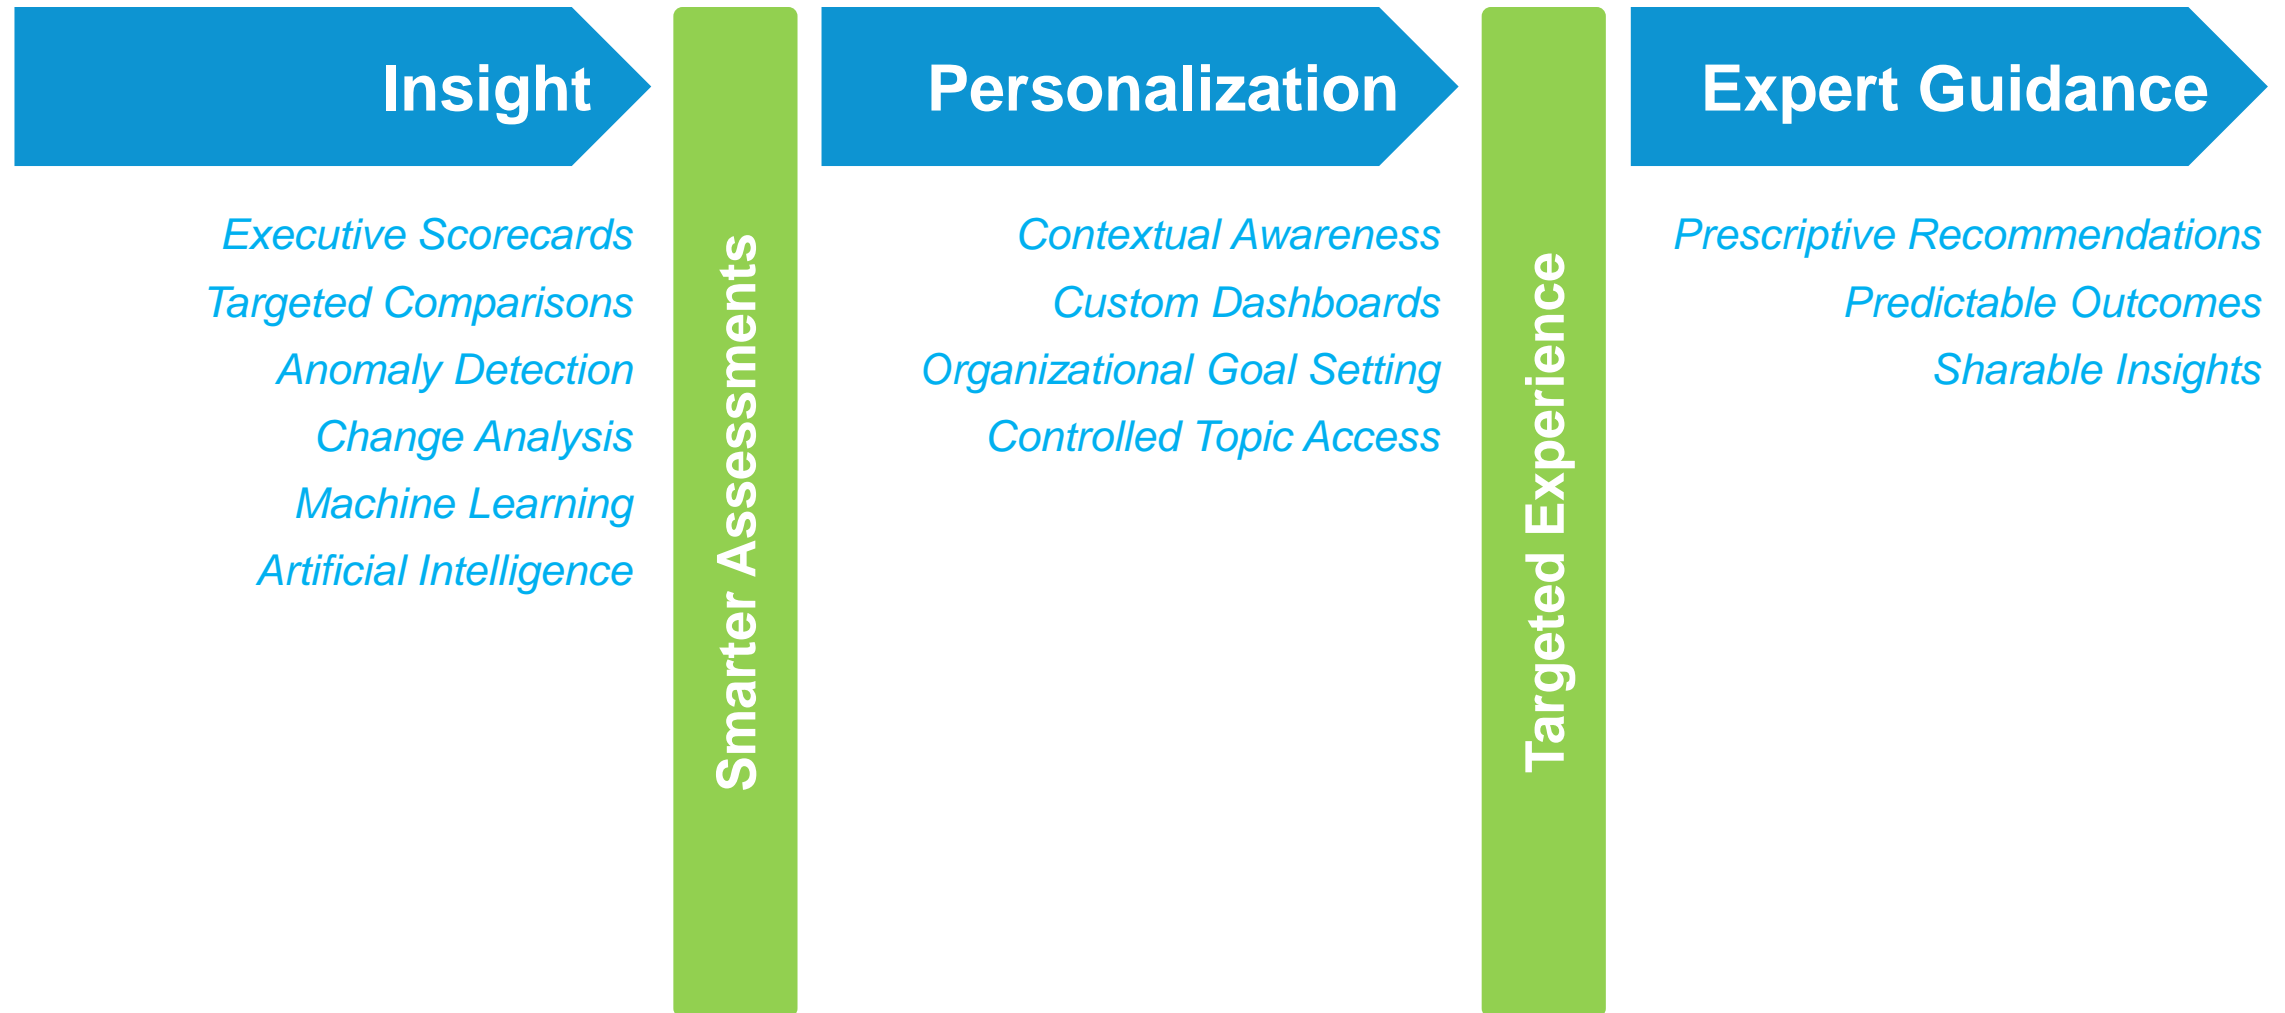 Insight
Executive Scorecards
Targeted Comparisons
Anomaly Detection
Change Analysis
Machine Learning
Artificial Intelligence
Smarter Assessments
Personalization
Contextual Awareness
Custom Dashboards
Organizational Goal Setting
Controlled Topic Access
Targeted Experience
Expert Guidance
Prescriptive Recommendations
Predictable Outcomes
Sharable Insights